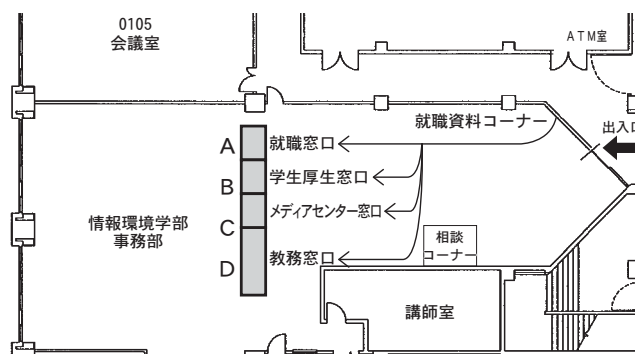 0105
会議室
ATM室
就職資料コーナー
出入口
A
就職窓口
B
学生厚生窓口
C
メディアセンター窓口
D
教務窓口
情報環境学部
事務部
相談
コーナー
講師室